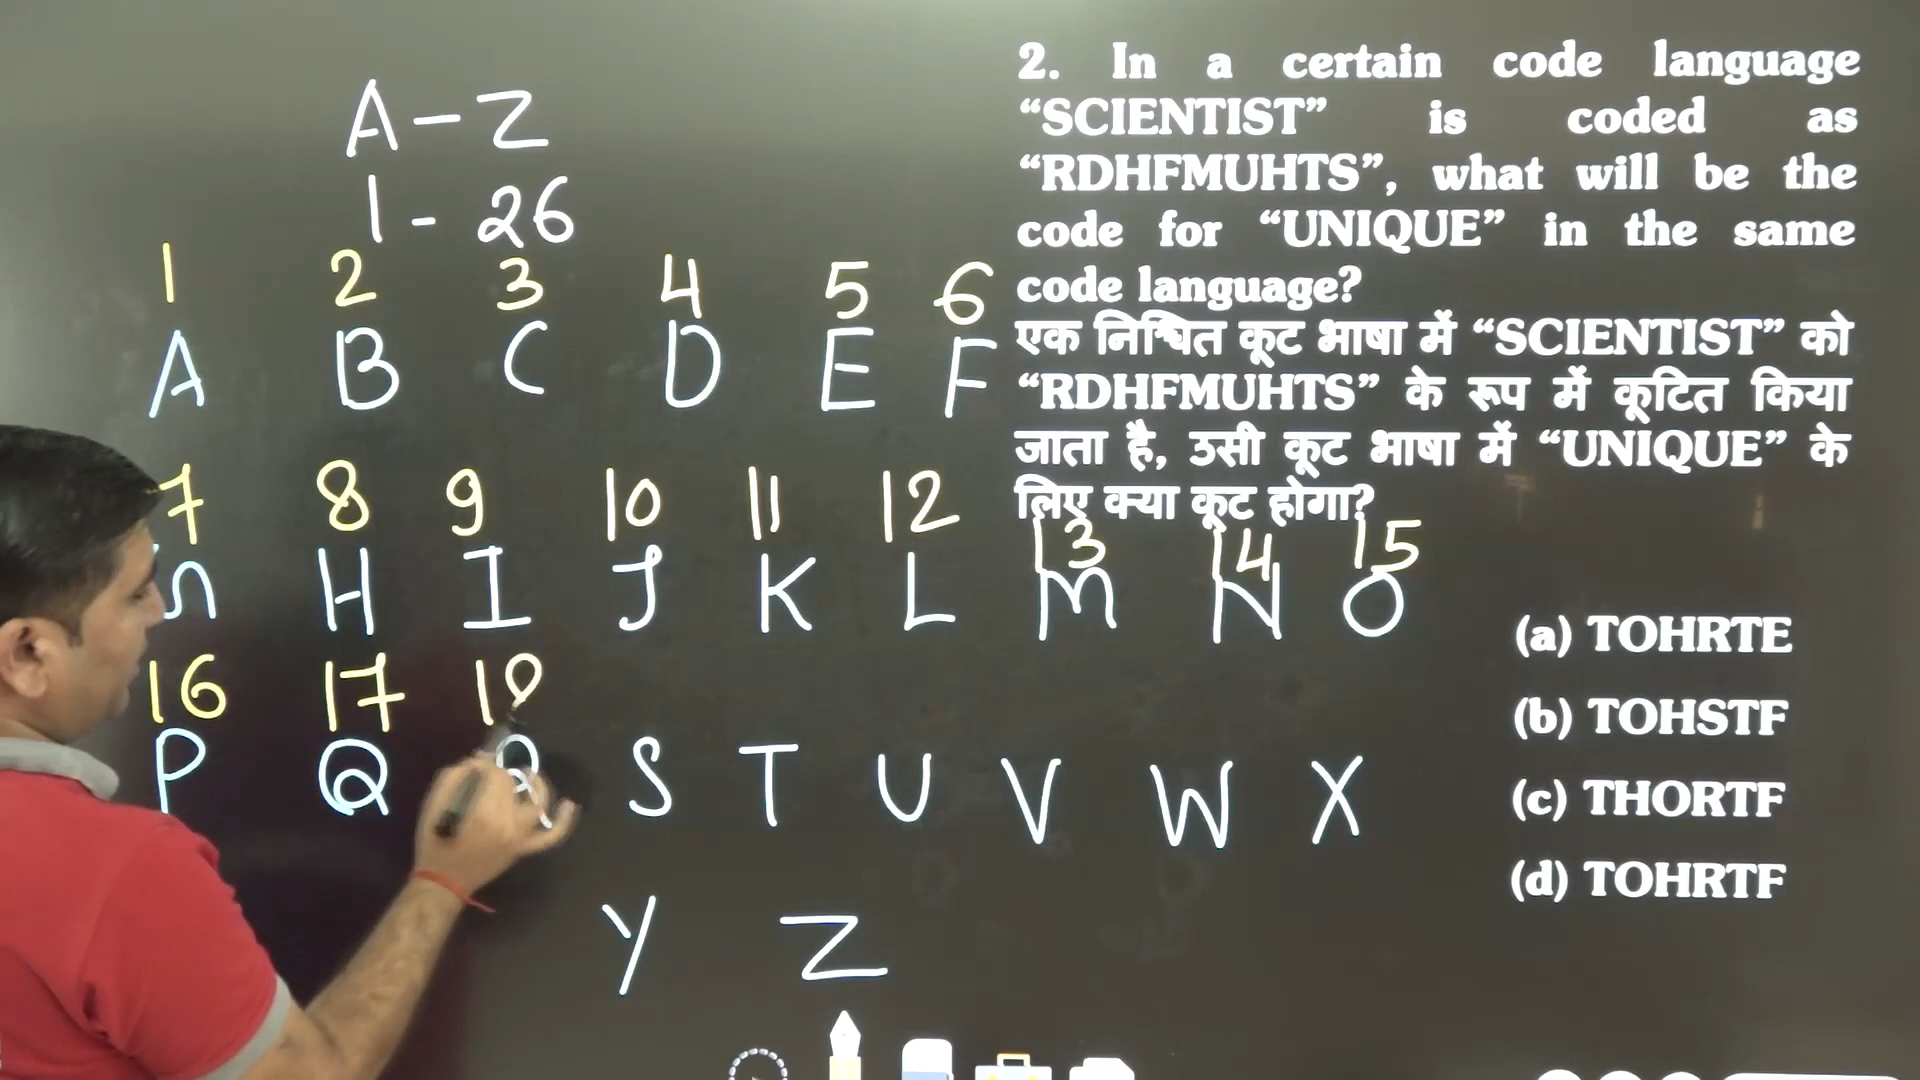 A - Z
1 - 26
1 2 3 4 5 6
A B C D E F
7 8 9 10 11 12 13 14 15
H I J K L M N O
16 17 18
P Q R S T U V W X
Y Z
2. In a certain code language
“SCIENTIST” is coded as
“RDHFMUHTS”, what will be the
code for “UNIQUE” in the same
code language?
एक निश्चित कूट भाषा में “SCIENTIST” को
“RDHFMUHTS” के रूप में कूटित किया
जाता है, उसी कूट भाषा में “UNIQUE” के
लिए क्या कूट होगा?
(a) TOHRTE
(b) TOHSTF
(c) THORTF
(d) TOHRTF